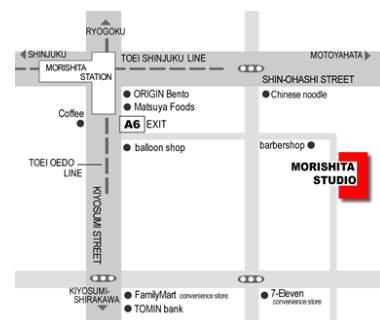 RYOGOKU
SHINJUKU
TOEI SHINJUKU LINE
MOTOYAHATA
MORISHITA
STATION
SHIN-OHASHI STREET
ORIGIN Bento
Chinese noodle
Matsuya Foods
Coffee
A6 EXIT
balloon shop
barbershop
TOEI OEDO
LINE
MORISHITA
STUDIO
KIYOSUMI STREET
KIYOSUMI-
SHIRAKAWA
FamilyMart convenience store
TOMIN bank
7-Eleven
convenience store